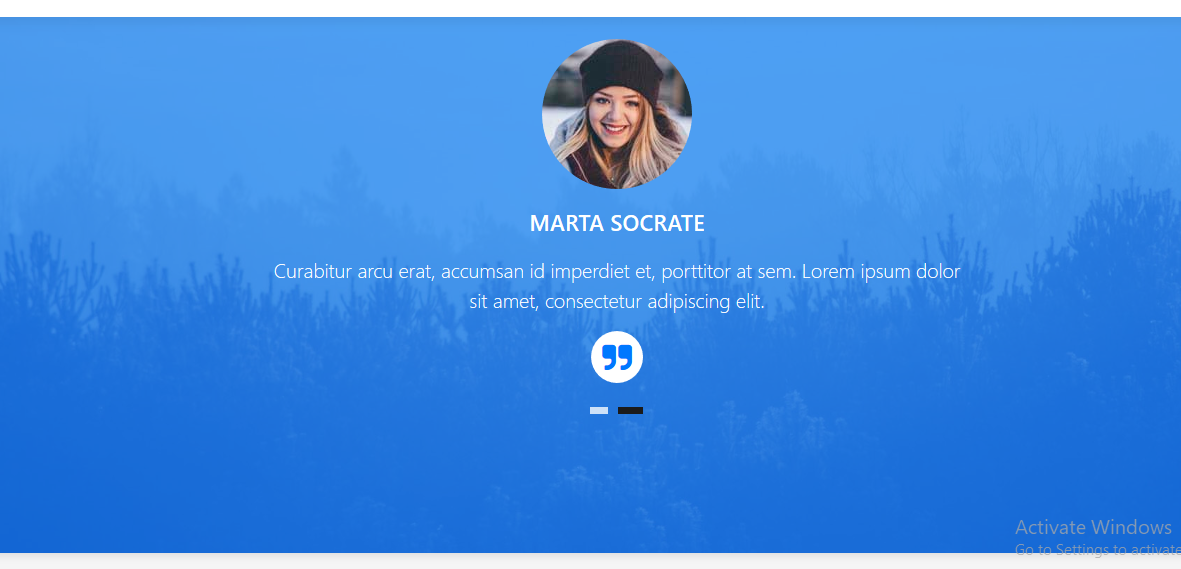 MARTA SOCRATE
Curabitur arcu erat, accumsan id imperdiet et, porttitor at sem. Lorem ipsum dolor
sit amet, consectetur adipiscing elit.
Activate Windows
Go to Settings to activate